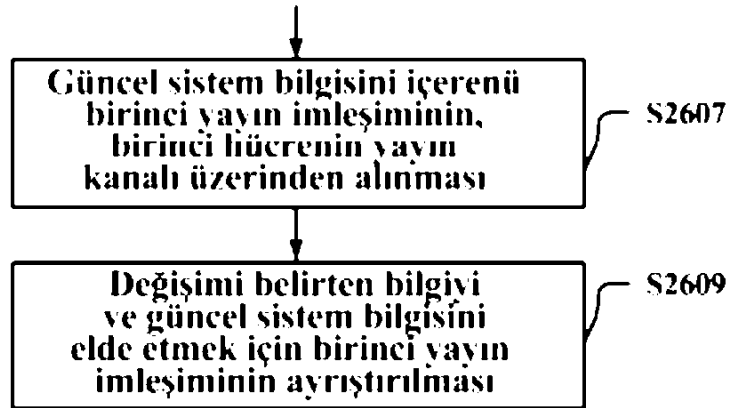 Güncel sistem bilgisini içerenü
birinci yayın imleşiminin,
birinci hücrenin yayın
kanalı üzerinden alınması
S2607
Değişimi belirten bilgiyi
ve güncel sistem bilgisini
elde etmek için birinci yayın
imleşiminin ayrıştırılması
S2609